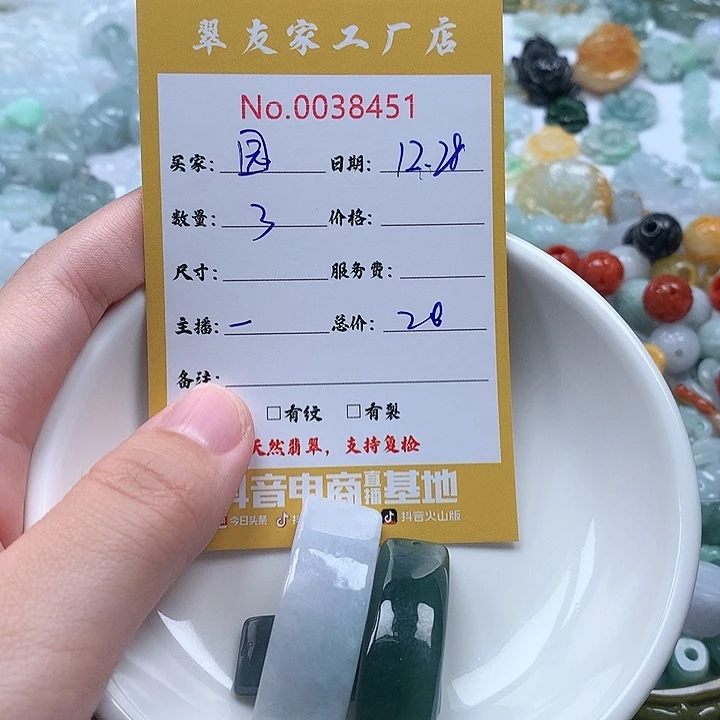 翠友家工厂店
No.0038451
买家: 日期: 12.28
数量: 3 价格:
尺寸: 服务费:
主播: 一 总价: 28
备注:
□有纹 □有裂
天然翡翠，支持复检
抖音电商直播基地
今日头条 抖 抖音火山版